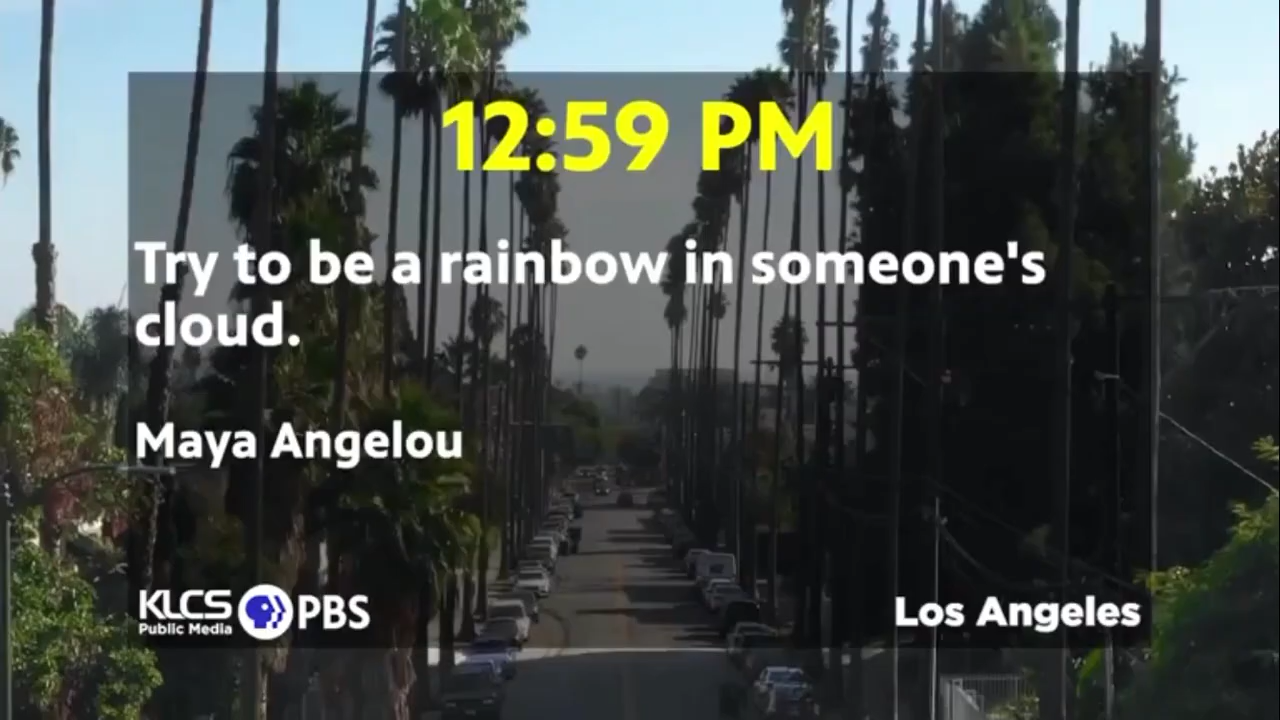 12:59 PM
Try to be a rainbow in someone's
cloud.
Maya Angelou
KLCS
Public Media
PBS
Los Angeles